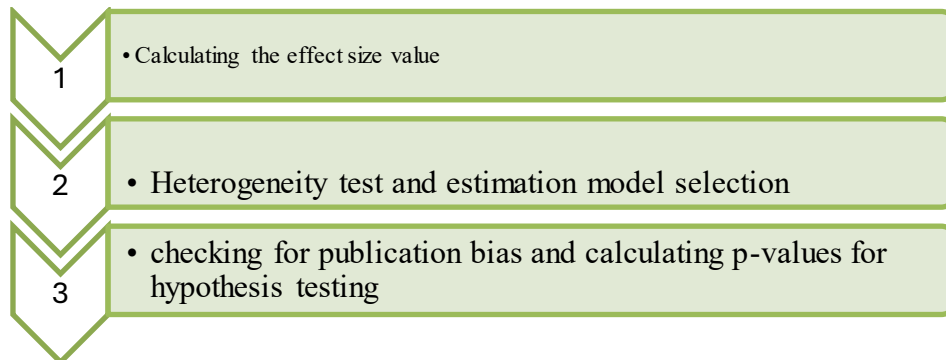 1
• Calculating the effect size value
2
• Heterogeneity test and estimation model selection
3
• checking for publication bias and calculating p-values for
hypothesis testing